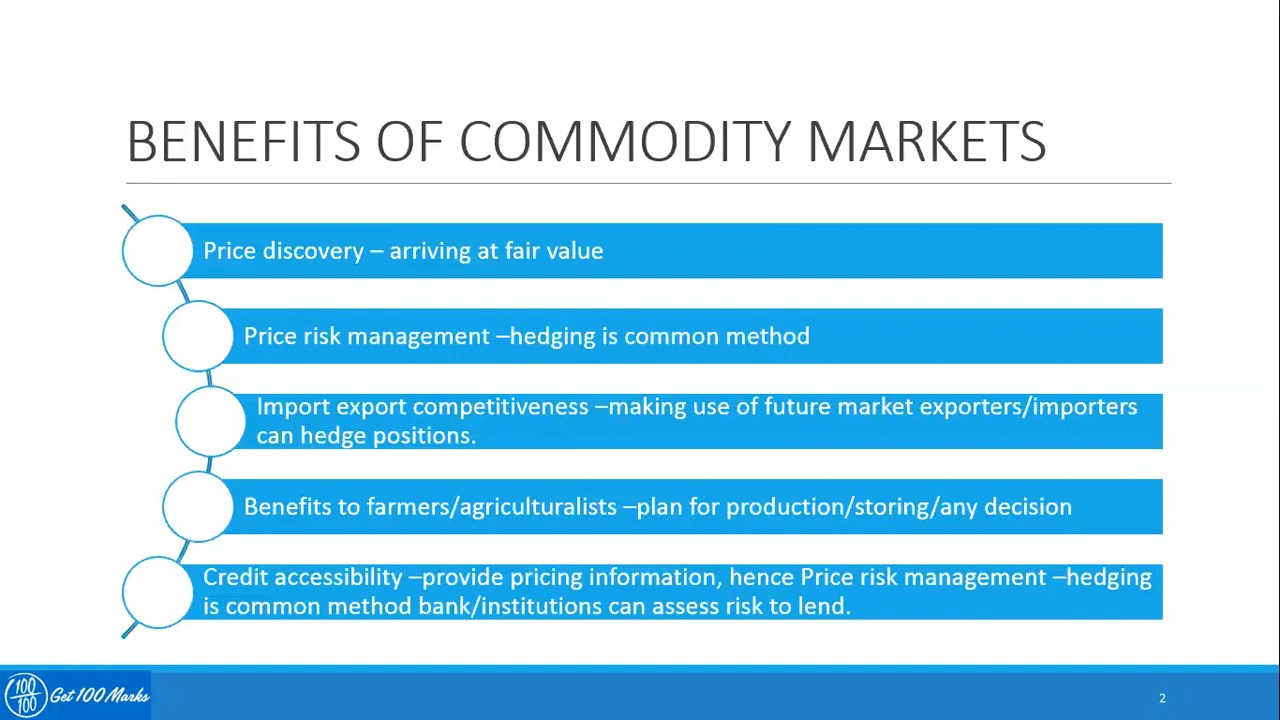 BENEFITS OF COMMODITY MARKETS
Price discovery – arriving at fair value
Price risk management –hedging is common method
Import export competitiveness –making use of future market exporters/importers
can hedge positions.
Benefits to farmers/agriculturalists –plan for production/storing/any decision
Credit accessibility –provide pricing information, hence Price risk management –hedging
is common method bank/institutions can assess risk to lend.
100
100
Get 100 Marks
2